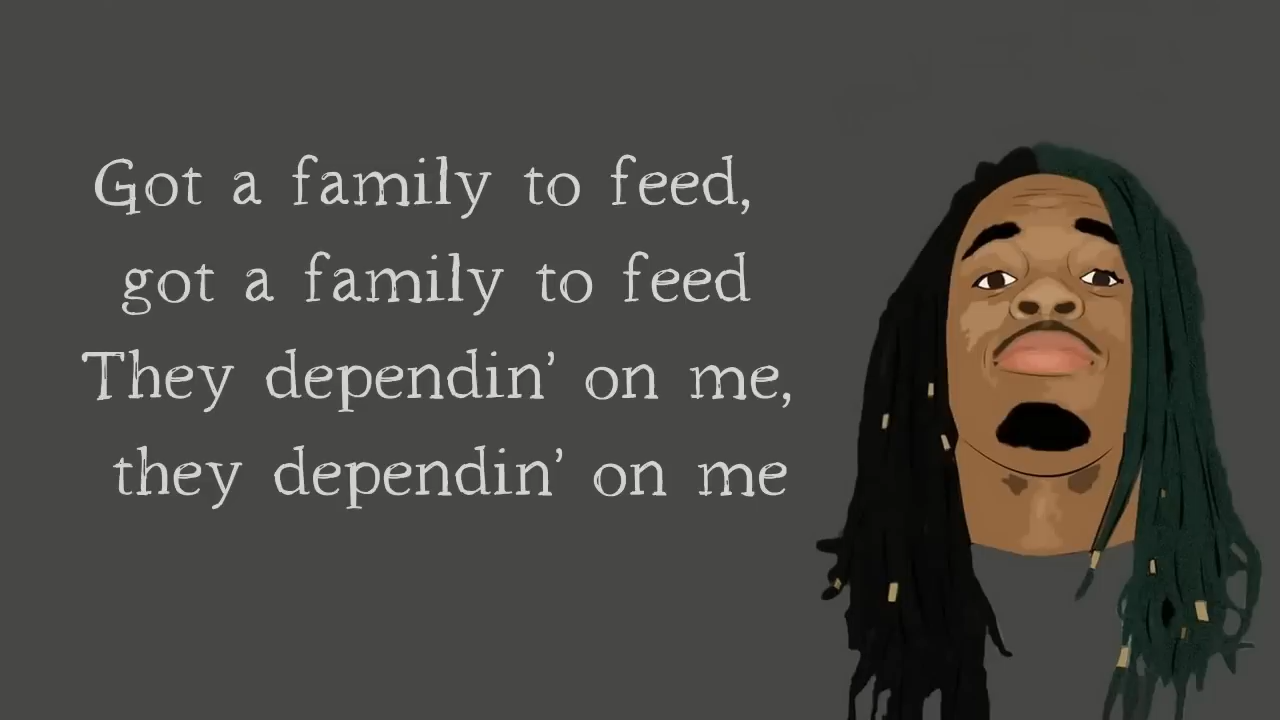 Got a family to feed,
got a family to feed
They dependin’ on me,
they dependin’ on me